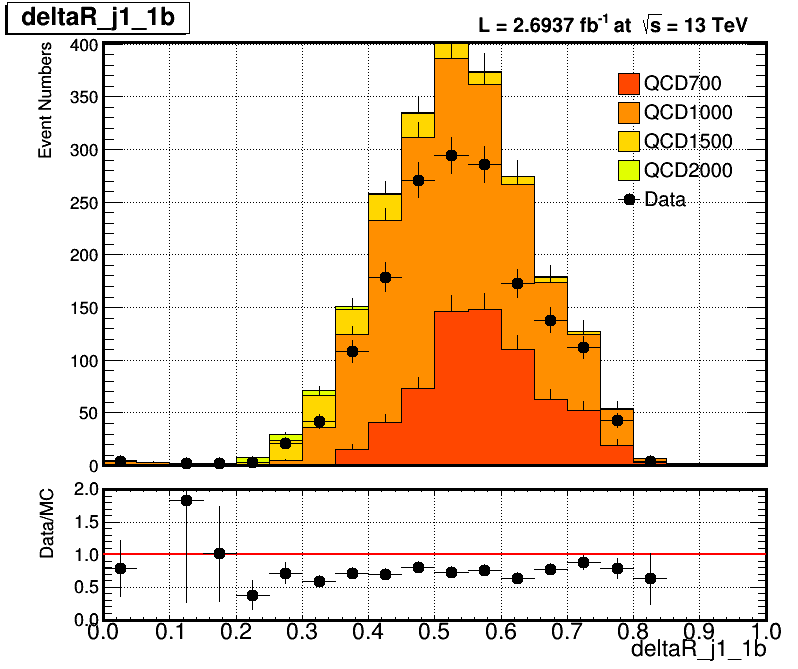 deltaR_j1_1b
L = 2.6937 fb-1 at √s = 13 TeV
Event Numbers
400
350
300
250
200
150
100
50
0
QCD700
QCD1000
QCD1500
QCD2000
Data
Data/MC
2.0
1.5
1.0
0.5
0.0
0.0 0.1 0.2 0.3 0.4 0.5 0.6 0.7 0.8 0.9 1.0
deltaR_j1_1b